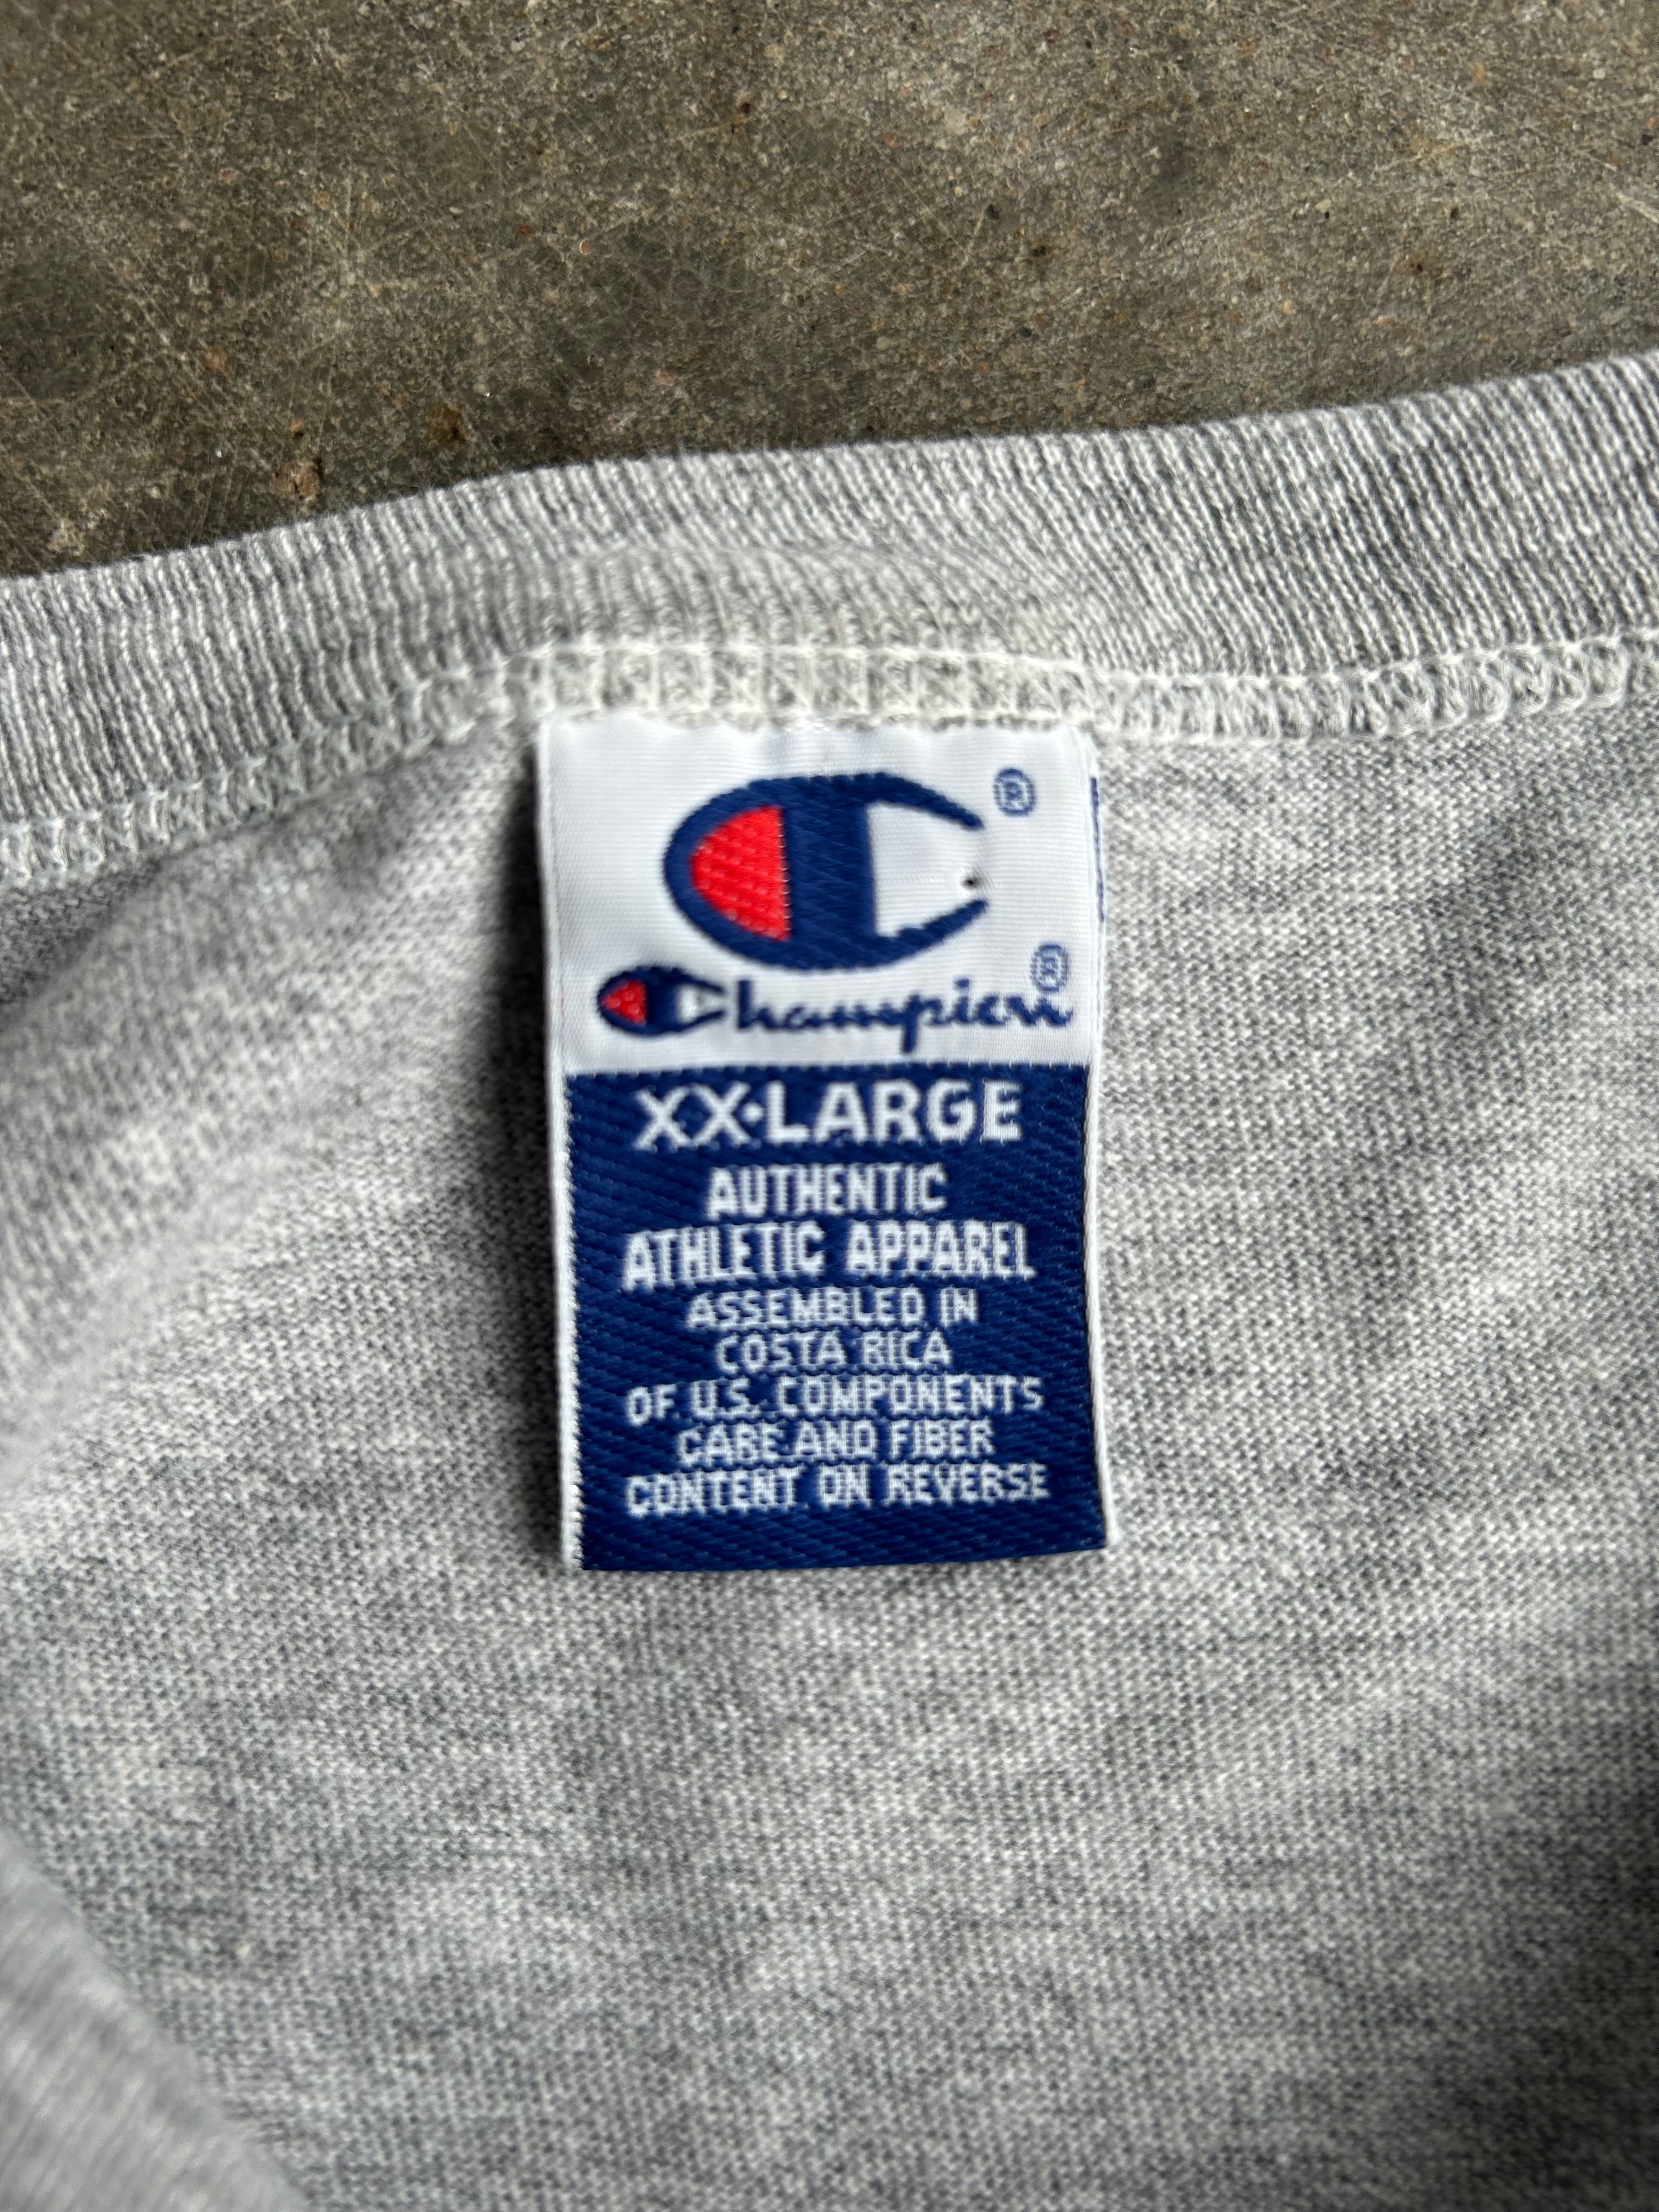 ®
Champion®
XX·LARGE
AUTHENTIC
ATHLETIC APPAREL
ASSEMBLED IN
COSTA RICA
OF U.S. COMPONENTS
CARE AND FIBER
CONTENT ON REVERSE